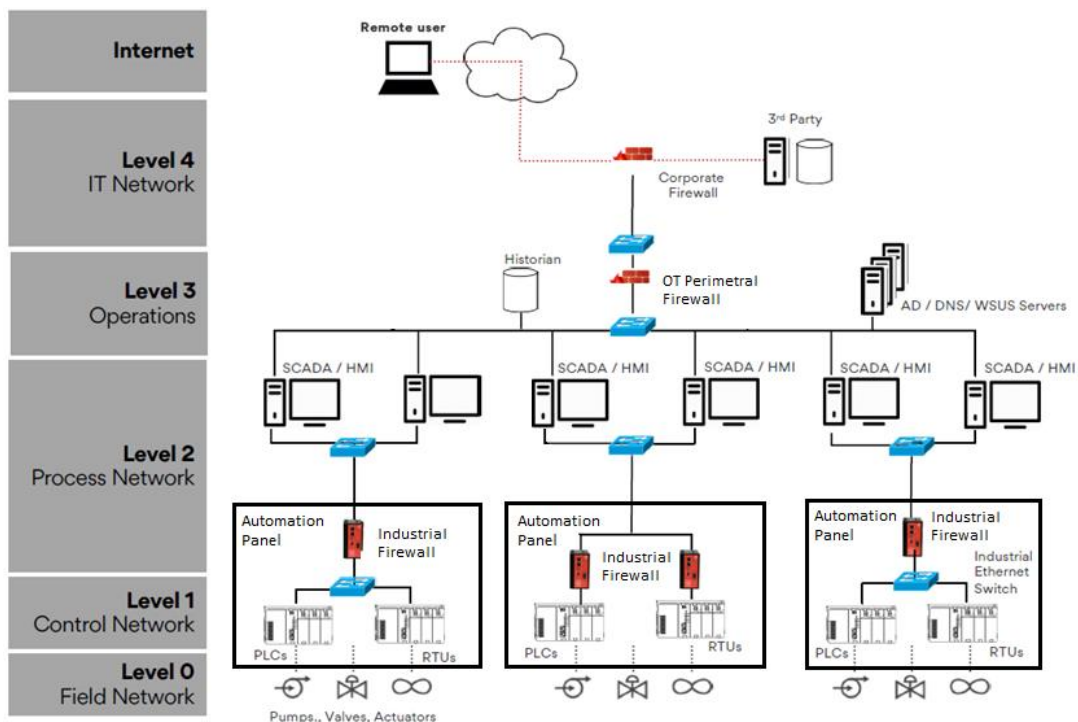 Internet
Remote user
Level 4
IT Network
3rd Party
Corporate
Firewall
Level 3
Operations
Historian
OT Perimetral
Firewall
AD / DNS/ WSUS Servers
Level 2
Process Network
SCADA / HMI
SCADA / HMI
SCADA / HMI
SCADA / HMI
SCADA / HMI
Automation
Panel
Industrial
Firewall
Automation
Panel
Industrial
Firewall
Automation
Panel
Industrial
Firewall
Industrial
Ethernet
Switch
Level 1
Control Network
PLCs
RTUs
PLCs
RTUs
PLCs
RTUs
Level 0
Field Network
Pumps., Valves, Actuators